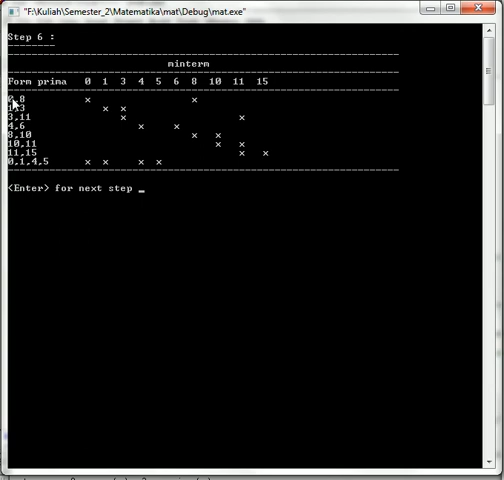 "F:\Kuliah\Semester_2\Matematika\mat\Debug\mat.exe"
Step 6 :
minterm
Form prima 0 1 3 4 5 6 8 10 11 15
0,8 × ×
1,3 × ×
3,11 × ×
4,6 × ×
8,10 × ×
10,11 × ×
11,15 × ×
0,1,4,5 × × × ×
<Enter> for next step _